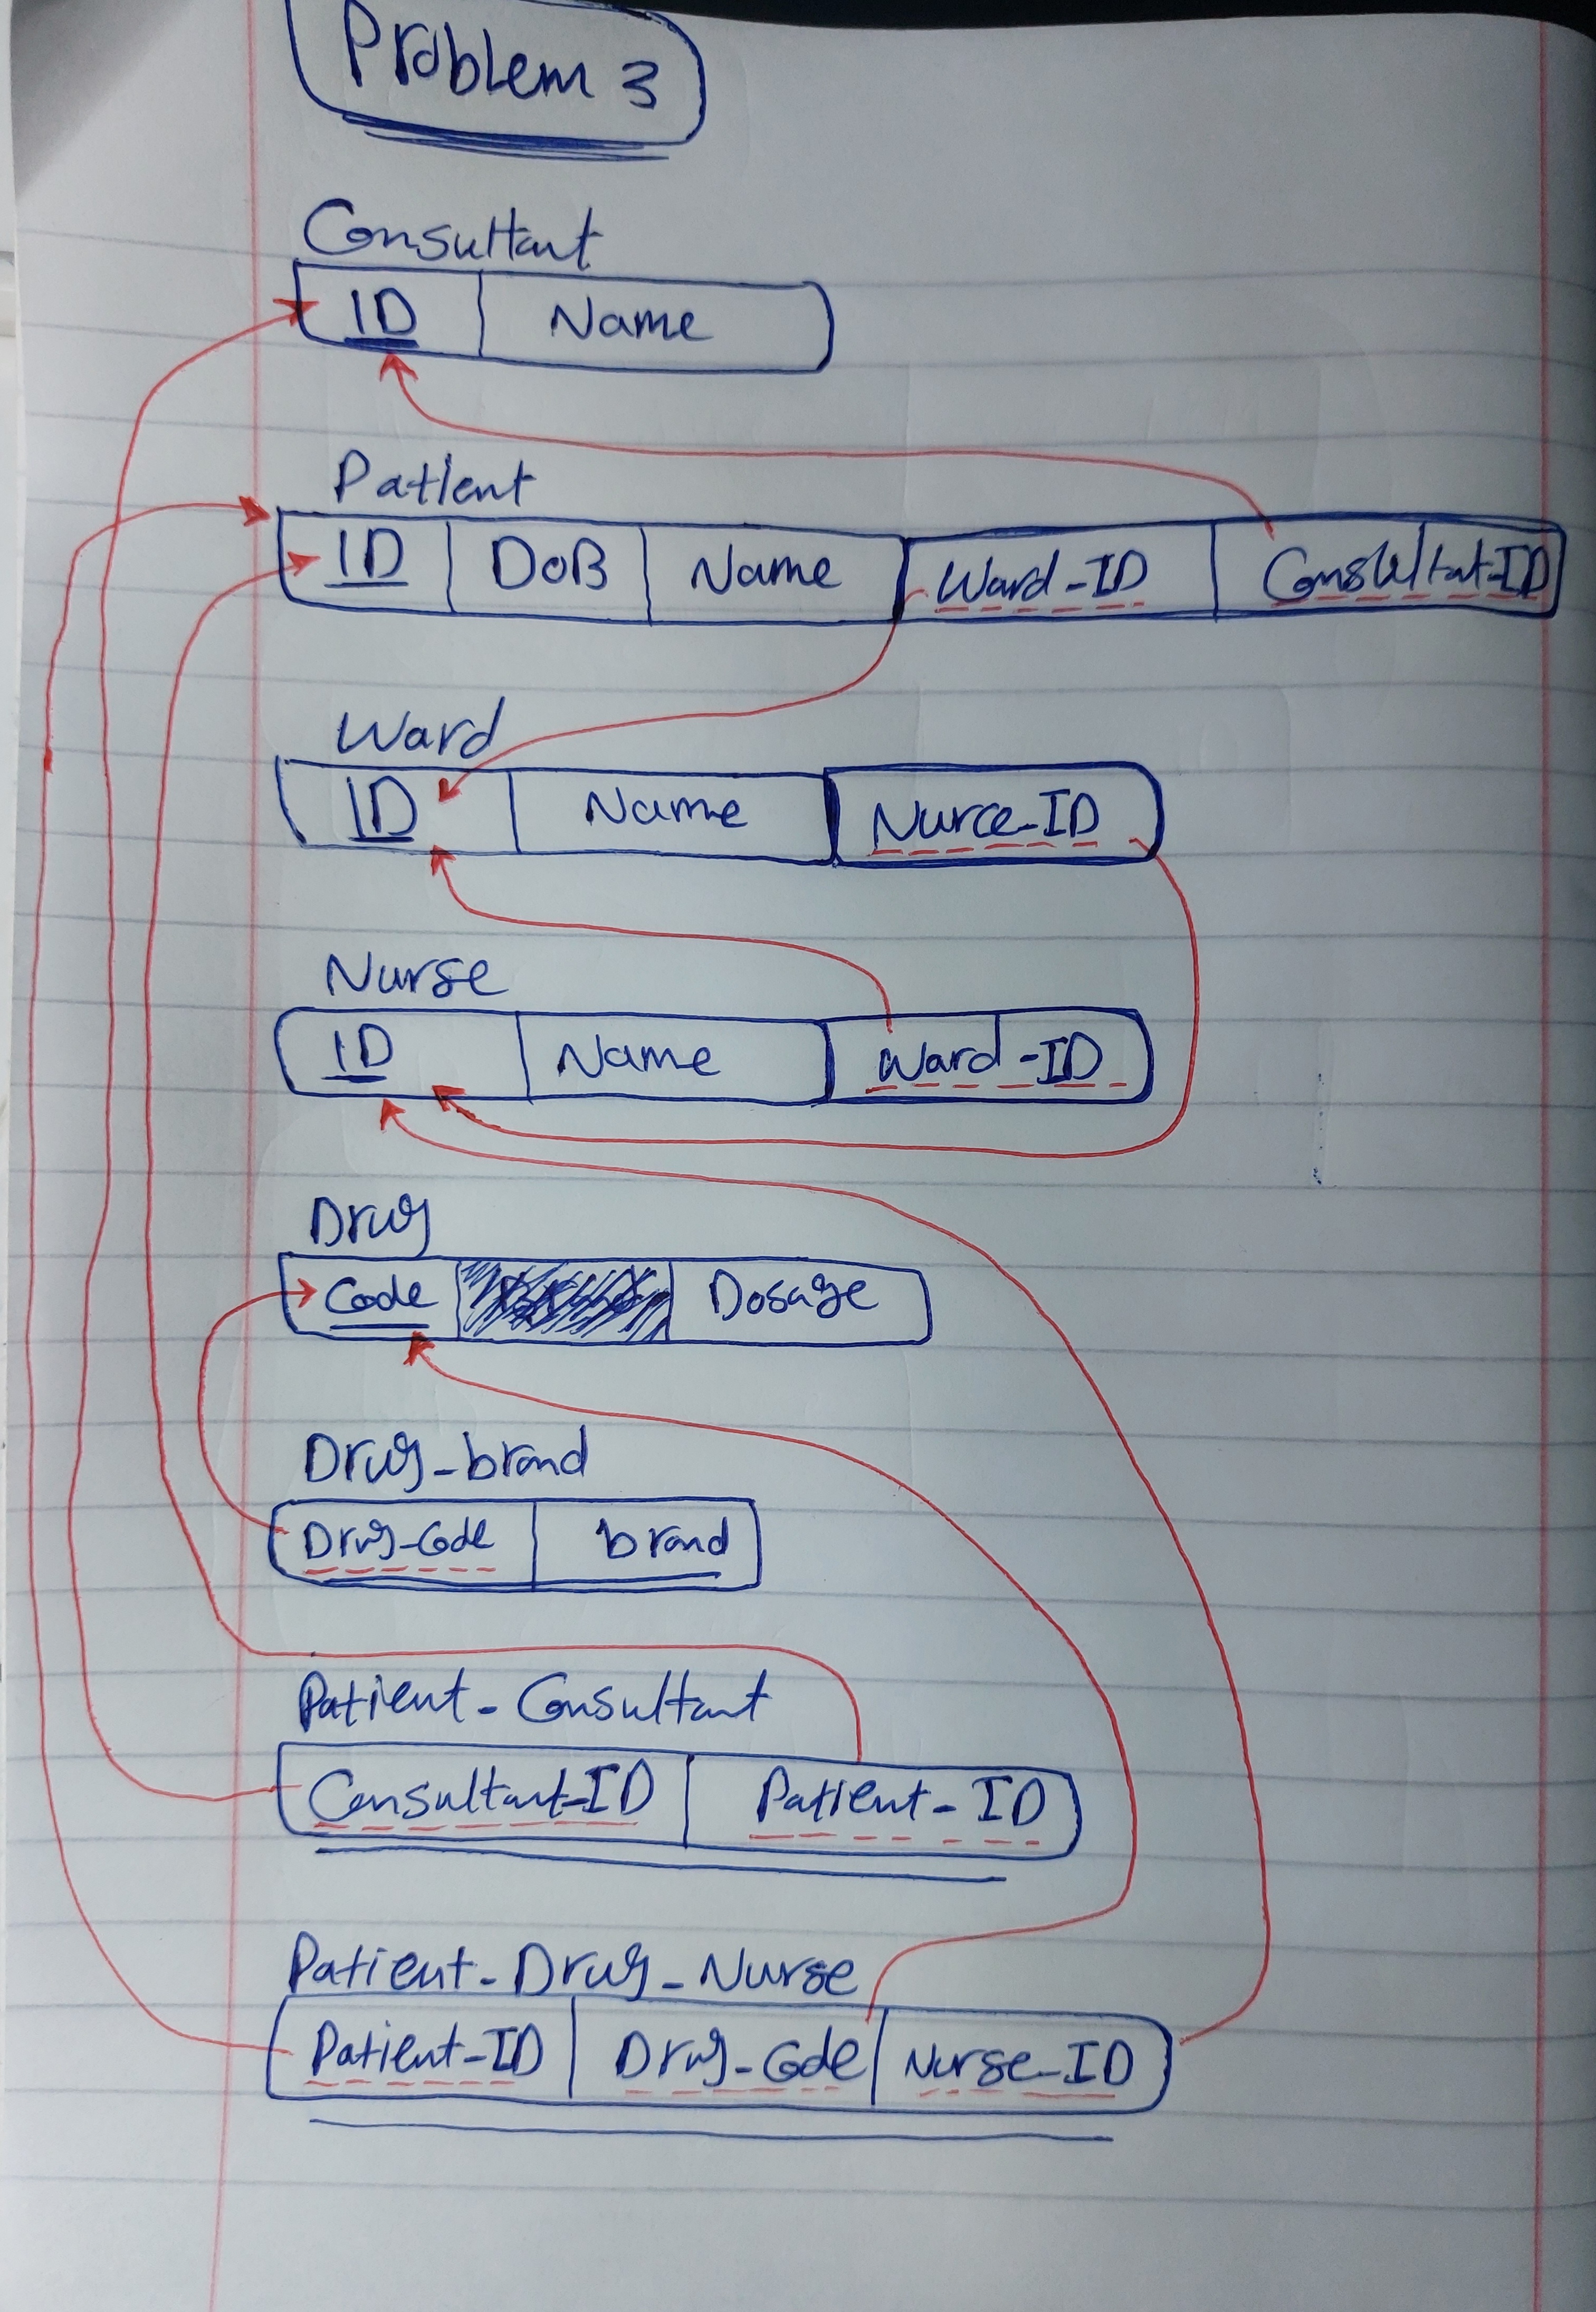 Problem 3
Consultant
ID Name
Patient
ID DoB Name Ward-ID Consultat-ID
Ward
ID Name Nurce-ID
Nurse
ID Name Ward-ID
Drug
Code Dosage
Drug-brand
Drug-Code brand
Patient-Consultant
Consultant-ID Patient-ID
Patient-Drug-Nurse
Patient-ID Drug-Code Nurse-ID